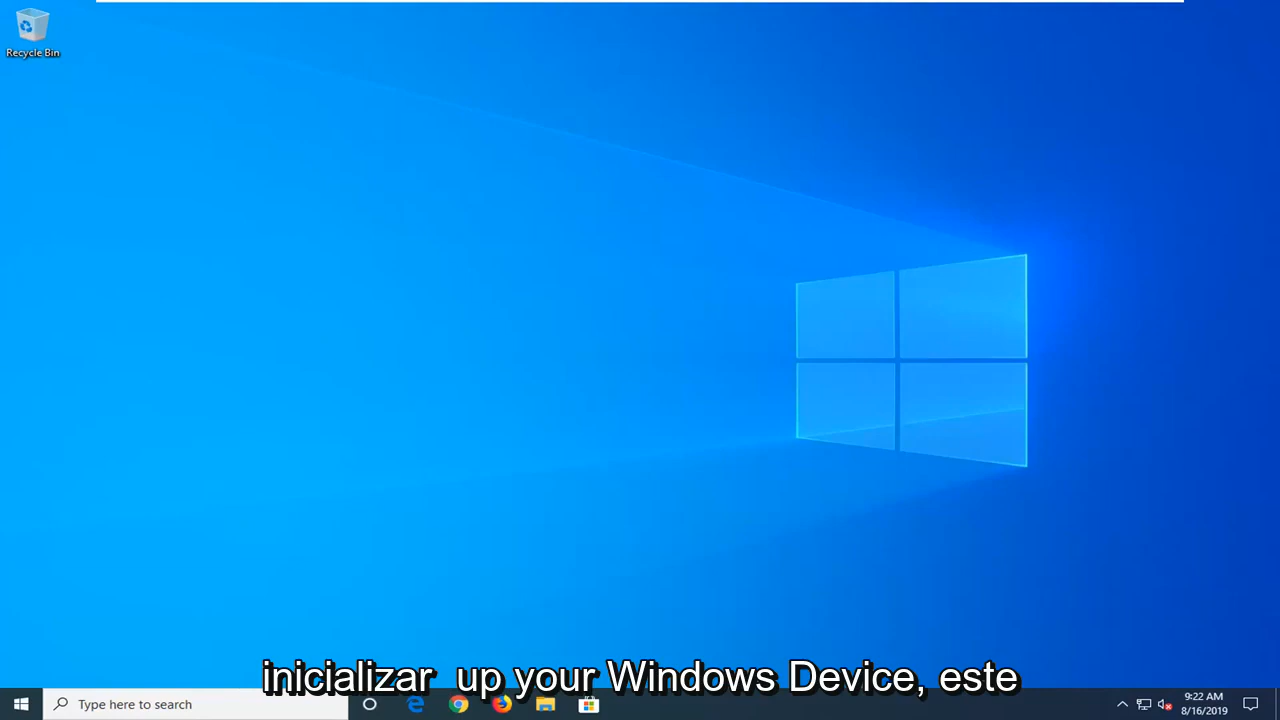 Recycle Bin
inicializar up your Windows Device, este
Type here to search
9:22 AM
8/16/2019